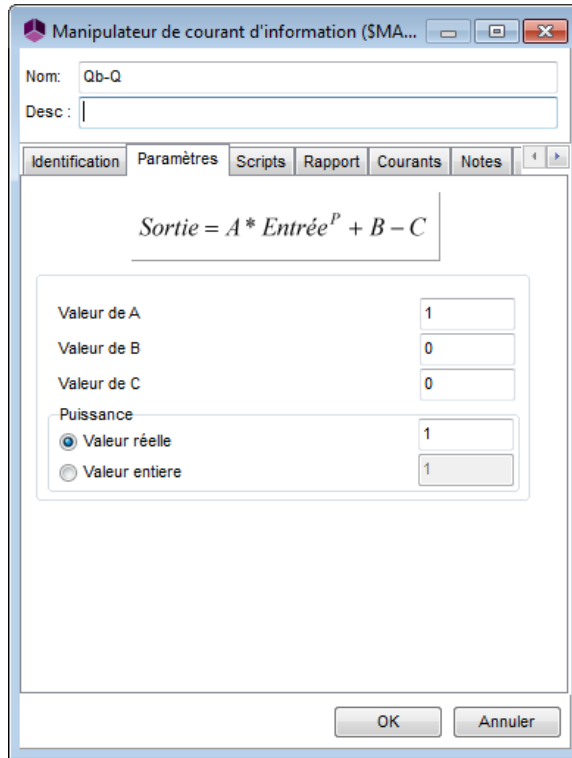 Manipulateur de courant d'information ($MA...
Nom: Qb-Q
Desc :
Identification Paramètres Scripts Rapport Courants Notes
Sortie = A * Entrée^P + B − C
Valeur de A 1
Valeur de B 0
Valeur de C 0
Puissance
Valeur réelle 1
Valeur entiere 1
OK Annuler